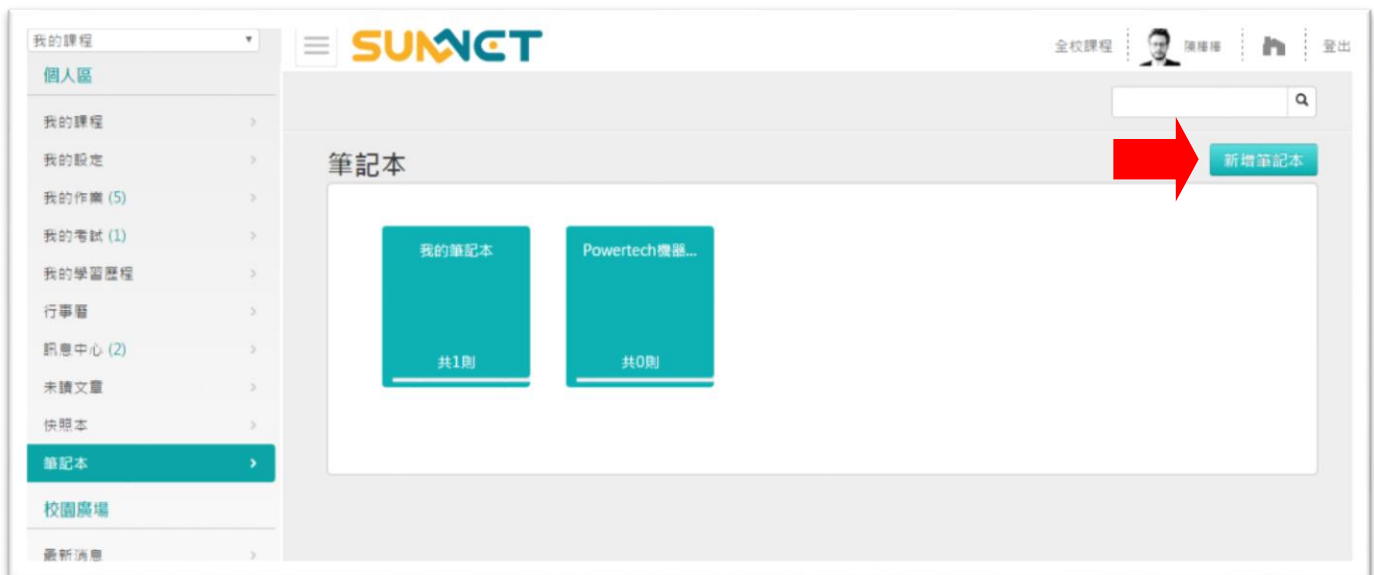 我的課程
個人區
我的課程
我的設定
我的作業 (5)
我的考試 (1)
我的學習歷程
行事曆
訊息中心 (2)
未讀文章
快照本
筆記本
校園廣場
最新消息
SUNNET
全校課程
登出
筆記本
新增筆記本
我的筆記本
共1則
Powertech機器...
共0則